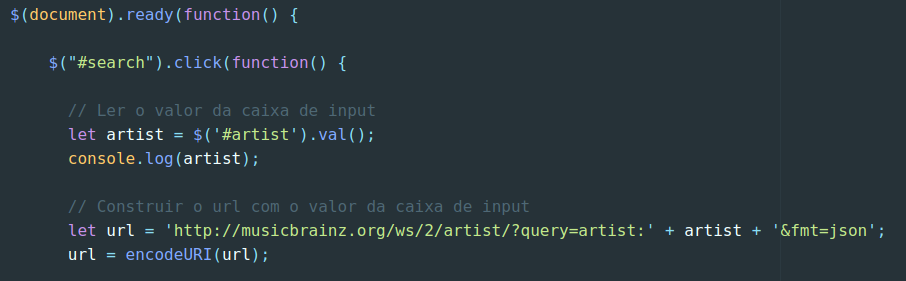 $(document).ready(function() {
$("#search").click(function() {
// Ler o valor da caixa de input
let artist = $('#artist').val();
console.log(artist);
// Construir o url com o valor da caixa de input
let url = 'http://musicbrainz.org/ws/2/artist/?query=artist:' + artist + '&fmt=json';
url = encodeURI(url);